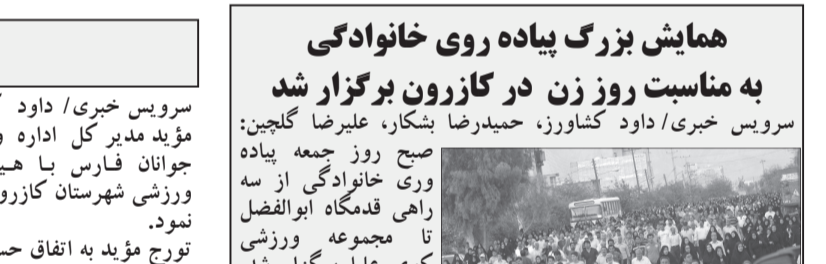 همایش بزرگ پیاده روی خانوادگی
به مناسبت روز زن در کازرون برگزار شد
سرویس خبری/ داود کشاورز، حمیدرضا بشکار، علیرضا گلچین:
صبح روز جمعه پیاده
وری خانوادگی از سه
راهی قدمگاه ابوالفضل
تا مجموعه ورزشی
سرویس خبری/ داود
مؤید مدیر کل اداره
جوانان فارس با
ورزشی شهرستان
نمود.
تورج مؤید به اتفاق